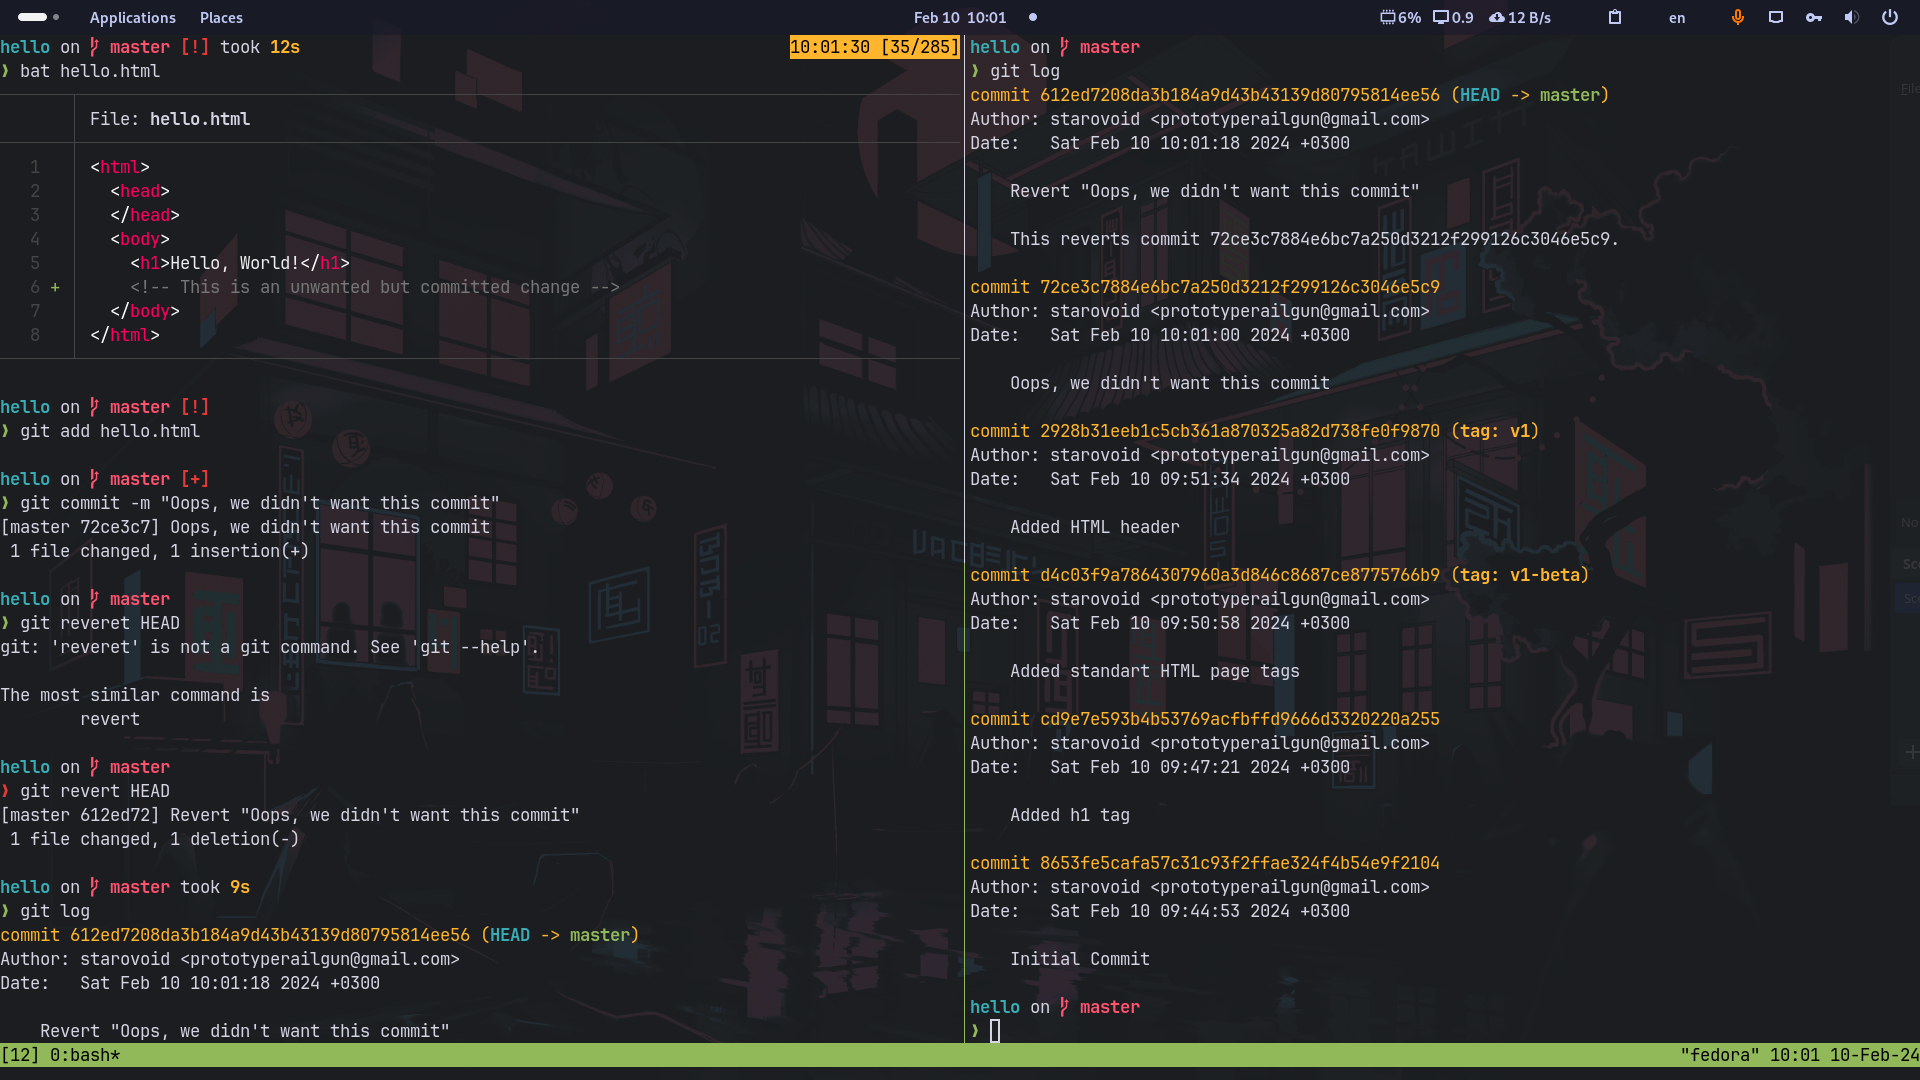 Applications Places Feb 10 10:01 6% 0.9 12 B/s en
hello on master [!] took 12s 10:01:30 [35/285]
❯ bat hello.html
File: hello.html
1 <html>
2 <head>
3 </head>
4 <body>
5 <h1>Hello, World!</h1>
6 + <!-- This is an unwanted but committed change -->
7 </body>
8 </html>
hello on master [!]
❯ git add hello.html
hello on master [+]
❯ git commit -m "Oops, we didn't want this commit"
[master 72ce3c7] Oops, we didn't want this commit
1 file changed, 1 insertion(+)
hello on master
❯ git reveret HEAD
git: 'reveret' is not a git command. See 'git --help'.
The most similar command is
revert
hello on master
❯ git revert HEAD
[master 612ed72] Revert "Oops, we didn't want this commit"
1 file changed, 1 deletion(-)
hello on master took 9s
❯ git log
commit 612ed7208da3b184a9d43b43139d80795814ee56 (HEAD -> master)
Author: starovoid <prototyperailgun@gmail.com>
Date: Sat Feb 10 10:01:18 2024 +0300
Revert "Oops, we didn't want this commit"
hello on master
❯ git log
commit 612ed7208da3b184a9d43b43139d80795814ee56 (HEAD -> master)
Author: starovoid <prototyperailgun@gmail.com>
Date: Sat Feb 10 10:01:18 2024 +0300
Revert "Oops, we didn't want this commit"
This reverts commit 72ce3c7884e6bc7a250d3212f299126c3046e5c9.
commit 72ce3c7884e6bc7a250d3212f299126c3046e5c9
Author: starovoid <prototyperailgun@gmail.com>
Date: Sat Feb 10 10:01:00 2024 +0300
Oops, we didn't want this commit
commit 2928b31eeb1c5cb361a870325a82d738fe0f9870 (tag: v1)
Author: starovoid <prototyperailgun@gmail.com>
Date: Sat Feb 10 09:51:34 2024 +0300
Added HTML header
commit d4c03f9a7864307960a3d846c8687ce8775766b9 (tag: v1-beta)
Author: starovoid <prototyperailgun@gmail.com>
Date: Sat Feb 10 09:50:58 2024 +0300
Added standart HTML page tags
commit cd9e7e593b4b53769acfbffd9666d3320220a255
Author: starovoid <prototyperailgun@gmail.com>
Date: Sat Feb 10 09:47:21 2024 +0300
Added h1 tag
commit 8653fe5cafa57c31c93f2ffae324f4b54e9f2104
Author: starovoid <prototyperailgun@gmail.com>
Date: Sat Feb 10 09:44:53 2024 +0300
Initial Commit
hello on master
❯
[12] 0:bash* "fedora" 10:01 10-Feb-24